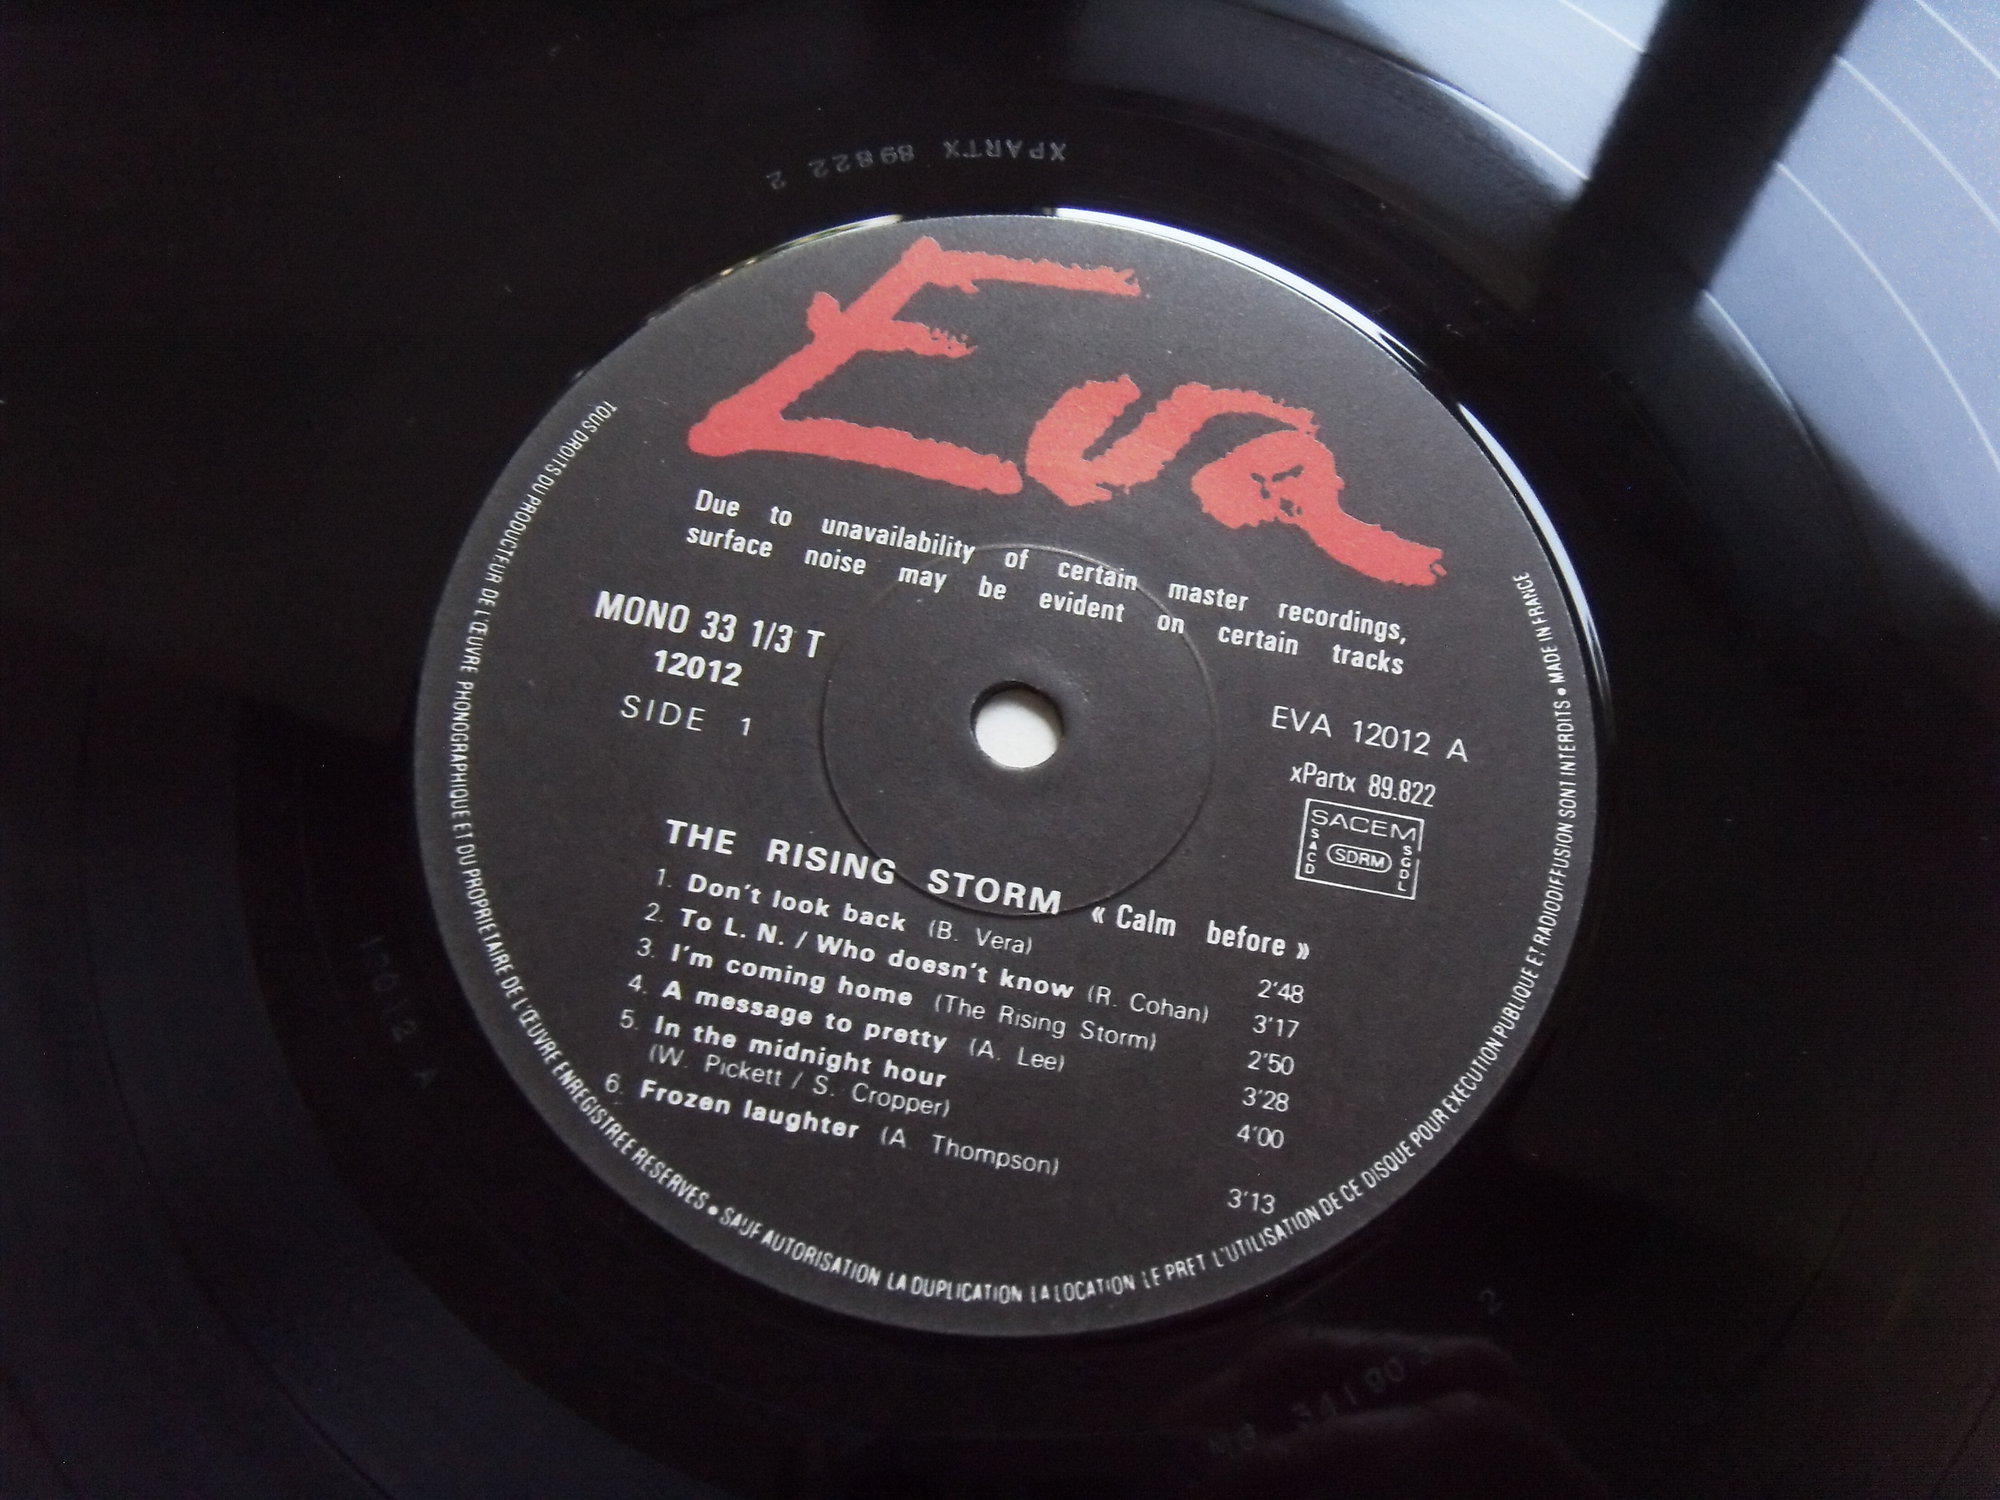 XPARTX 89822 2
Eva
Due to unavailability of certain master recordings,
surface noise may be evident on certain tracks
MONO 33 1/3 T
12012
SIDE 1
EVA 12012 A
xPartx 89.822
SACEM
SACD
SDRM
SGDL
THE RISING STORM « Calm before »
1. Don't look back (B. Vera) 2'48
2. To L. N. / Who doesn't know (R. Cohan) 3'17
3. I'm coming home (The Rising Storm) 2'50
4. A message to pretty (A. Lee) 3'28
5. In the midnight hour 4'00
(W. Pickett / S. Cropper)
6. Frozen laughter (A. Thompson) 3'13
TOUS DROITS DU PRODUCTEUR DE L'ŒUVRE PHONOGRAPHIQUE ET DU PROPRIETAIRE DE L'ŒUVRE ENREGISTREE RESERVES • SAUF AUTORISATION LA DUPLICATION LA LOCATION LE PRET L'UTILISATION DE CE DISQUE POUR EXECUTION PUBLIQUE ET RADIODIFFUSION SONT INTERDITS • MADE IN FRANCE
12012 A